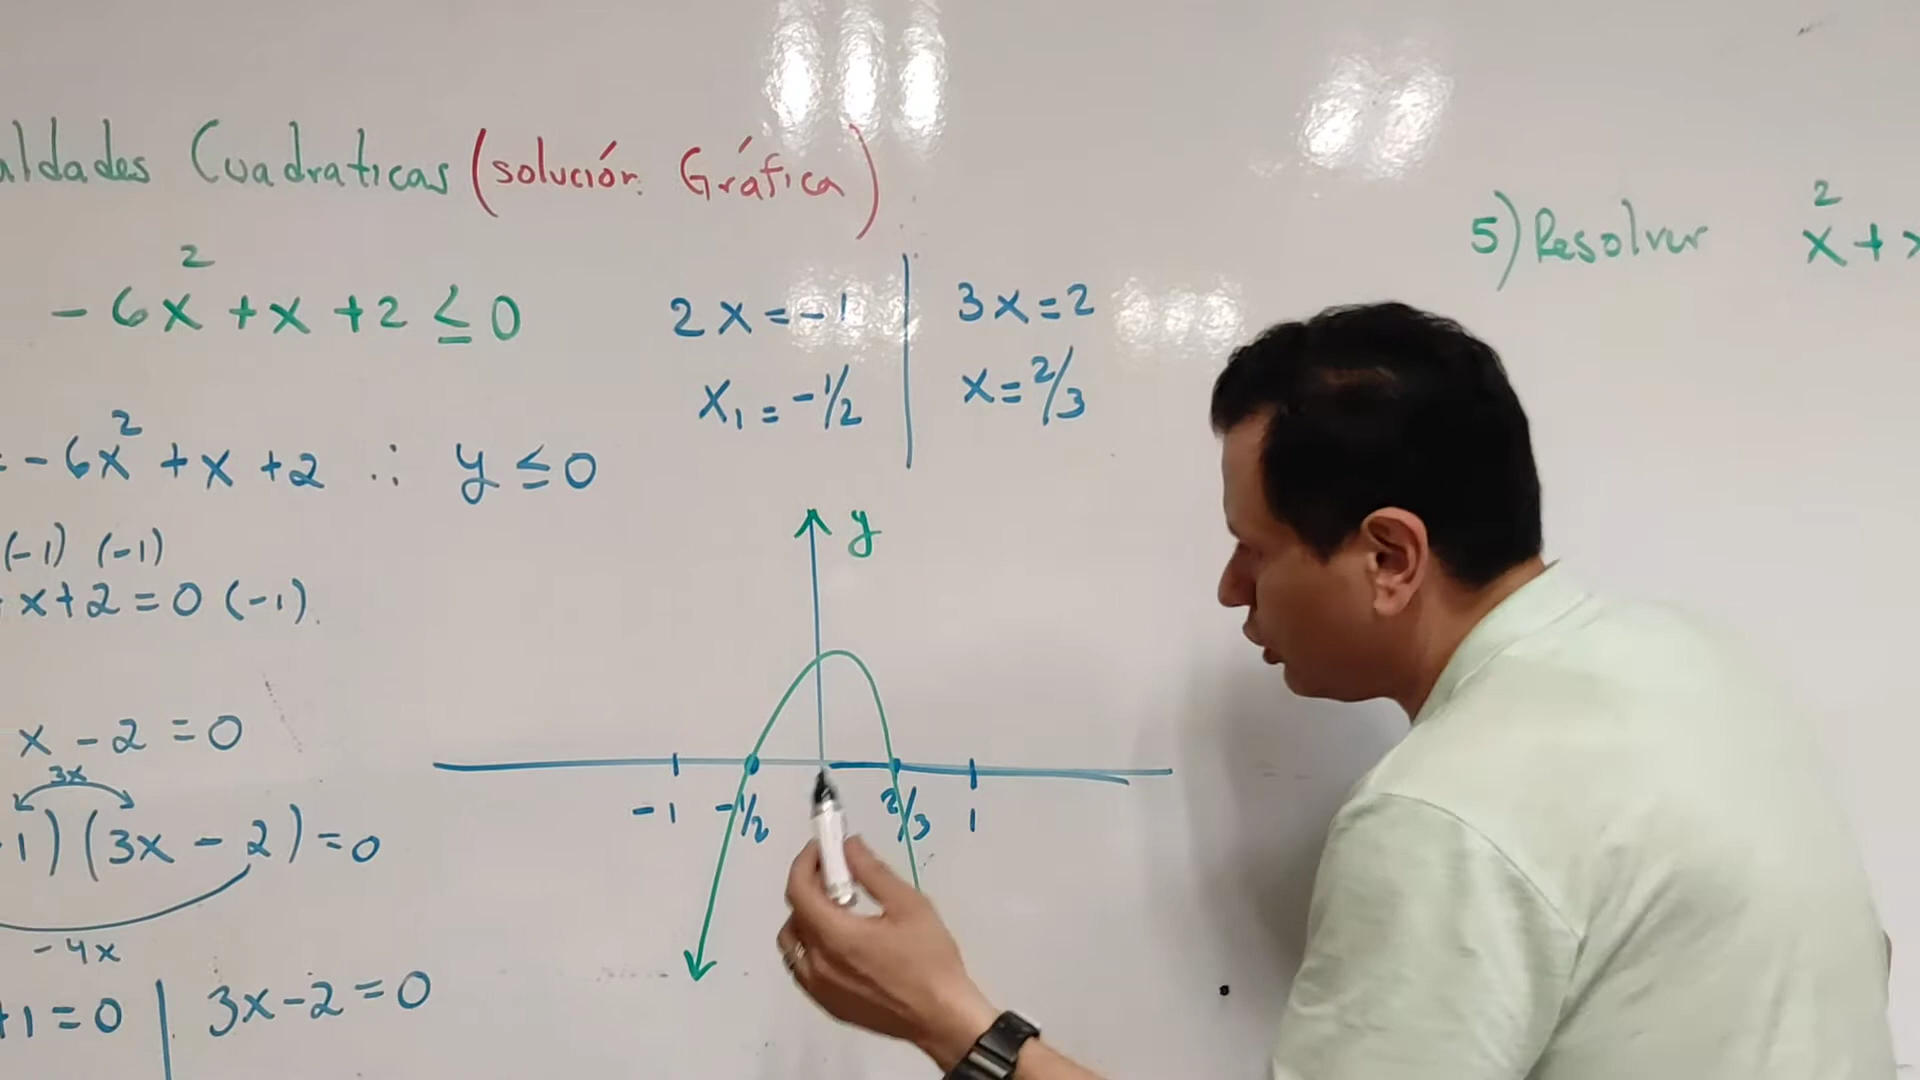 aldades Cuadraticas (solución Gráfica)
-6x² + x + 2 ≤ 0
= -6x² + x + 2 ∴ y ≤ 0
(-1) (-1)
x + 2 = 0 (-1).
x - 2 = 0
3x
1)(3x - 2) = 0
-4x
+1 = 0 | 3x - 2 = 0
2x = -1 | 3x = 2
x₁ = -1/2 | x = 2/3
y
-1 -1/2 2/3 1
5) Resolver x² + x